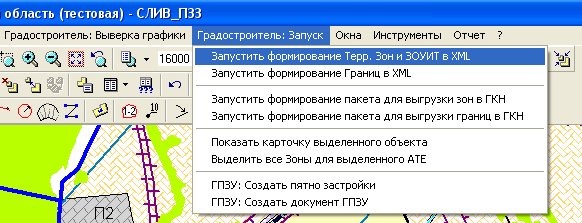 область (тестовая) - СЛИВ_ПЗЗ
Градостроитель: Выверка графики Градостроитель: Запуск Окна Инструменты Отчет ?
16000
Запустить формирование Терр. Зон и ЗОУИТ в XML
Запустить формирование Границ в XML
Запустить формирование пакета для выгрузки зон в ГКН
Запустить формирование пакета для выгрузки границ в ГКН
Показать карточку выделенного объекта
Выделить все Зоны для выделенного АТЕ
ГПЗУ: Создать пятно застройки
ГПЗУ: Создать документ ГПЗУ
П2